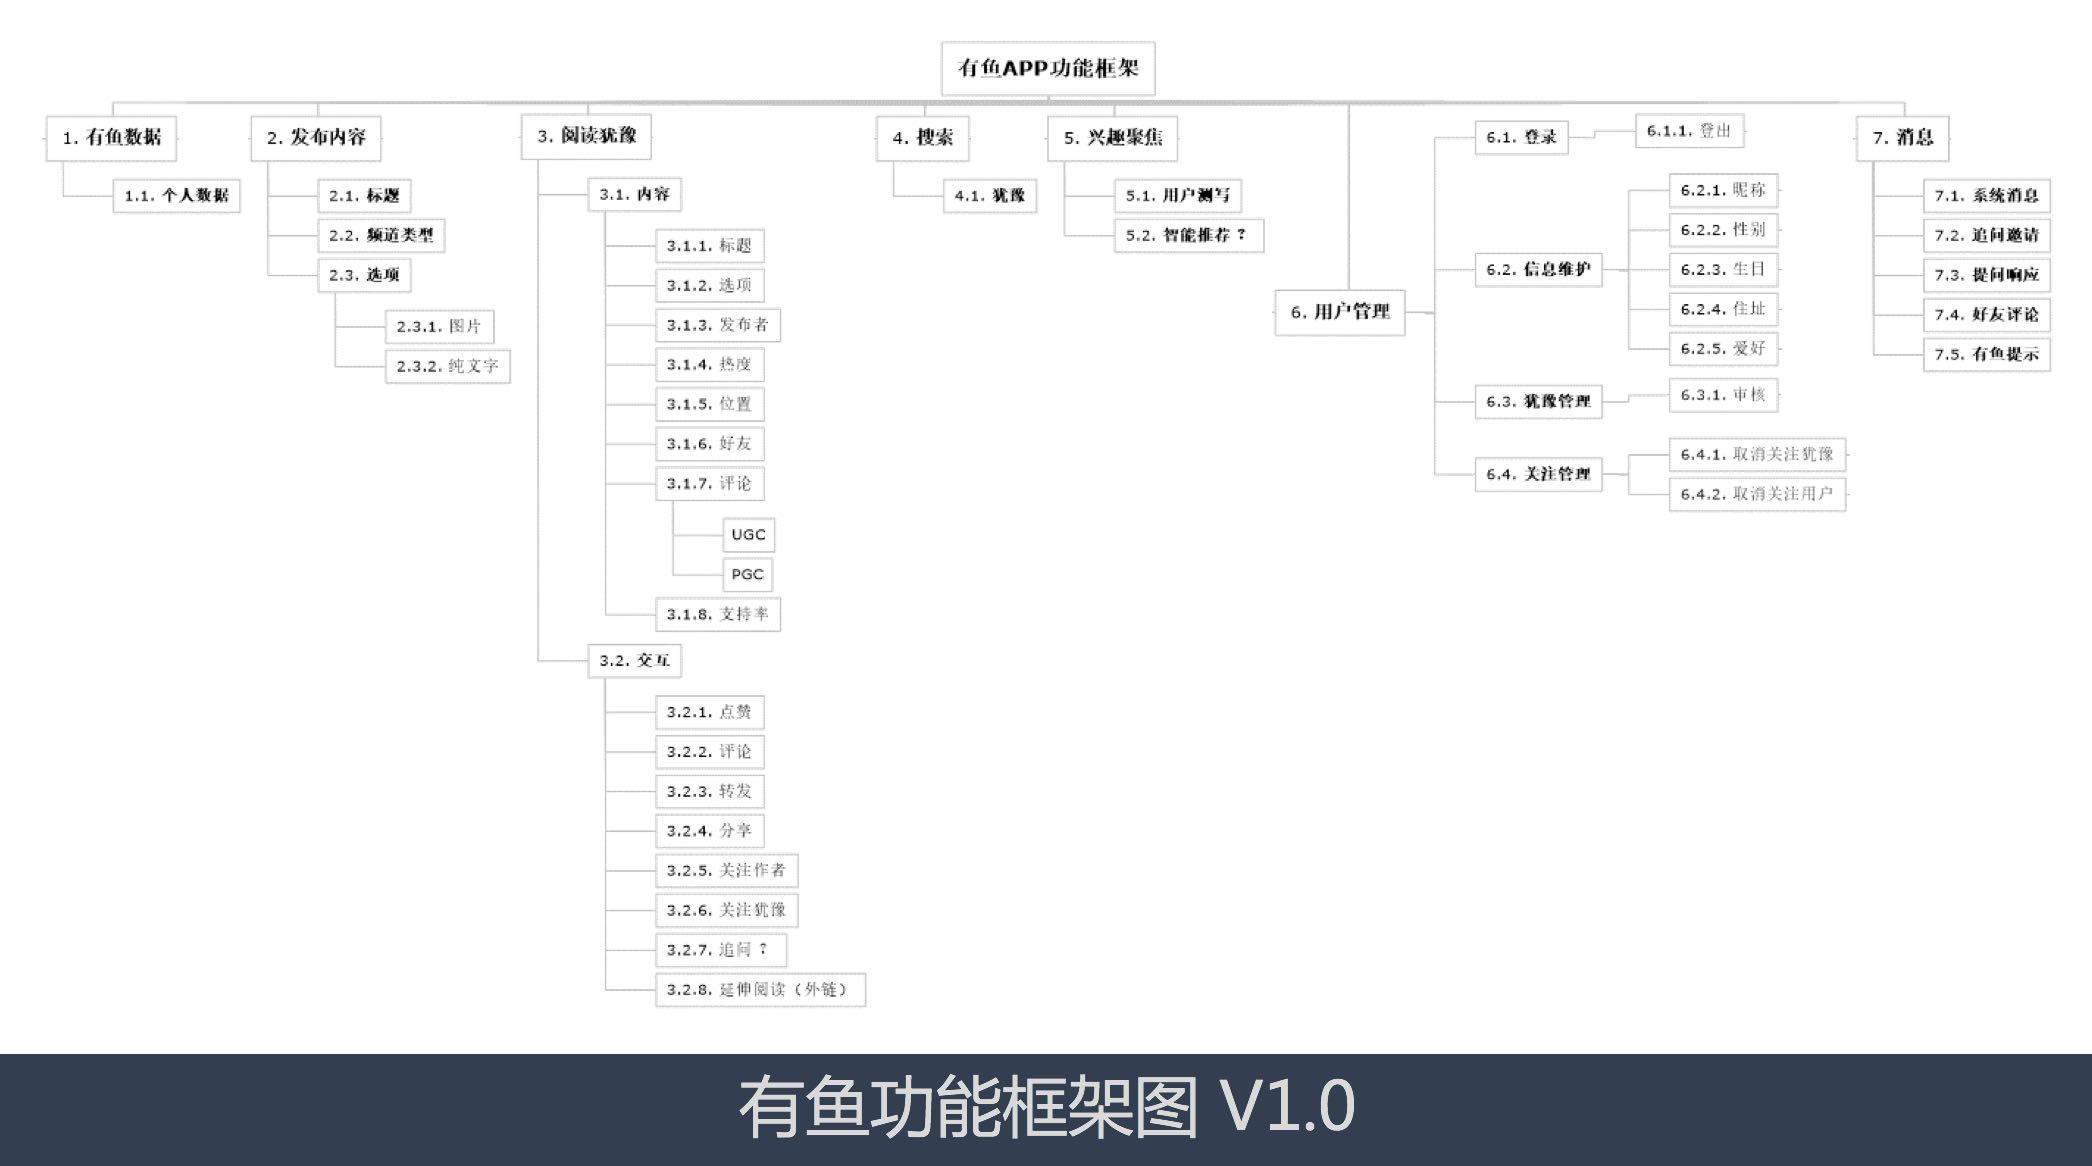 有鱼APP功能框架
1. 有鱼数据
1.1. 个人数据
2. 发布内容
2.1. 标题
2.2. 频道类型
2.3. 选项
2.3.1. 图片
2.3.2. 纯文字
3. 阅读犹豫
3.1. 内容
3.1.1. 标题
3.1.2. 选项
3.1.3. 发布者
3.1.4. 热度
3.1.5. 位置
3.1.6. 好友
3.1.7. 评论
UGC
PGC
3.1.8. 支持率
3.2. 交互
3.2.1. 点赞
3.2.2. 评论
3.2.3. 转发
3.2.4. 分享
3.2.5. 关注作者
3.2.6. 关注犹豫
3.2.7. 追问？
3.2.8. 延伸阅读（外链）
4. 搜索
4.1. 犹豫
5. 兴趣聚焦
5.1. 用户测写
5.2. 智能推荐？
6. 用户管理
6.1. 登录
6.1.1. 登出
6.2. 信息维护
6.2.1. 昵称
6.2.2. 性别
6.2.3. 生日
6.2.4. 住址
6.2.5. 爱好
6.3. 犹豫管理
6.3.1. 审核
6.4. 关注管理
6.4.1. 取消关注犹豫
6.4.2. 取消关注用户
7. 消息
7.1. 系统消息
7.2. 追问邀请
7.3. 提问响应
7.4. 好友评论
7.5. 有鱼提示
有鱼功能框架图 V1.0